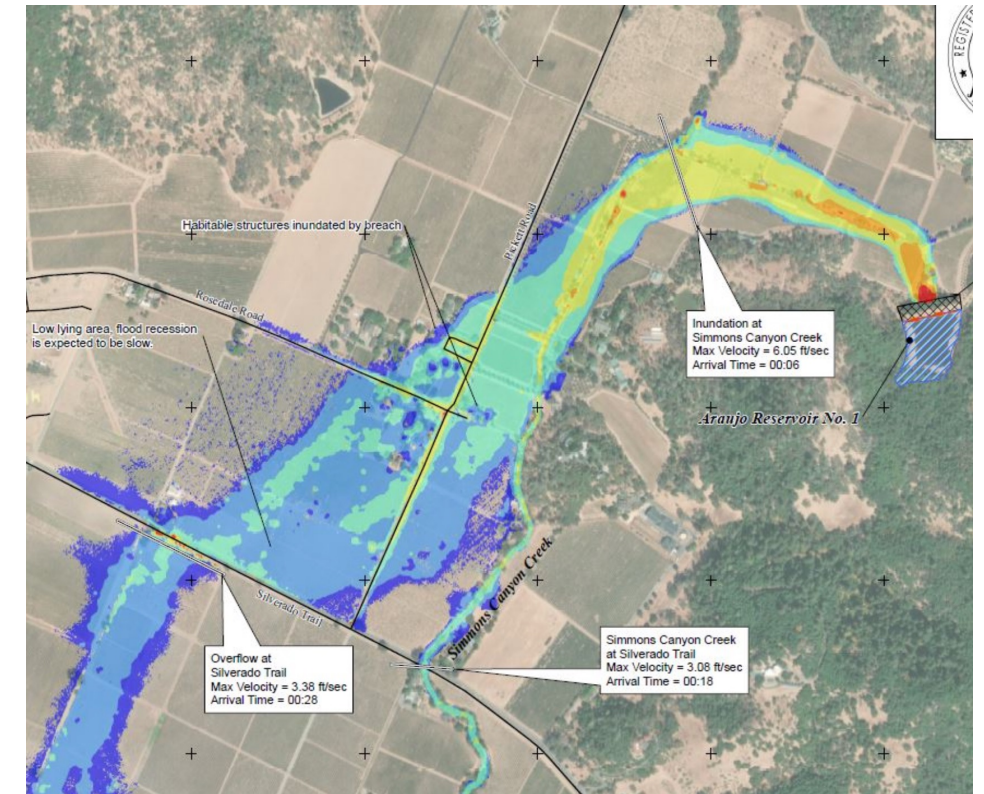 REGISTER
Habitable structures inundated by breach
Pickett Road
Rosedale Road
Low lying area, flood recession
is expected to be slow.
Inundation at
Simmons Canyon Creek
Max Velocity = 6.05 ft/sec
Arrival Time = 00:06
Araujo Reservoir No. 1
Simmons Canyon Creek
Silverado Trail
Overflow at
Silverado Trail
Max Velocity = 3.38 ft/sec
Arrival Time = 00:28
Simmons Canyon Creek
at Silverado Trail
Max Velocity = 3.08 ft/sec
Arrival Time = 00:18